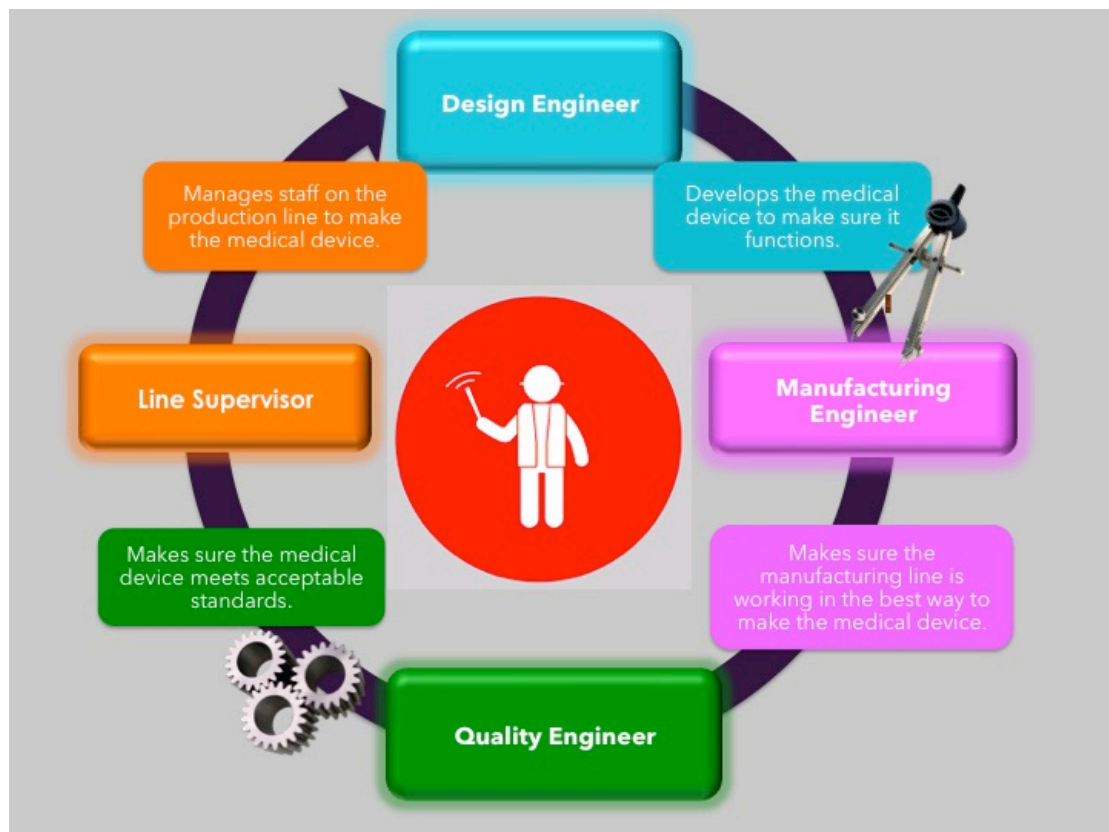 Design Engineer
Develops the medical
device to make sure it
functions.
Manufacturing
Engineer
Makes sure the
manufacturing line is
working in the best way to
make the medical device.
Quality Engineer
Makes sure the medical
device meets acceptable
standards.
Line Supervisor
Manages staff on the
production line to make
the medical device.